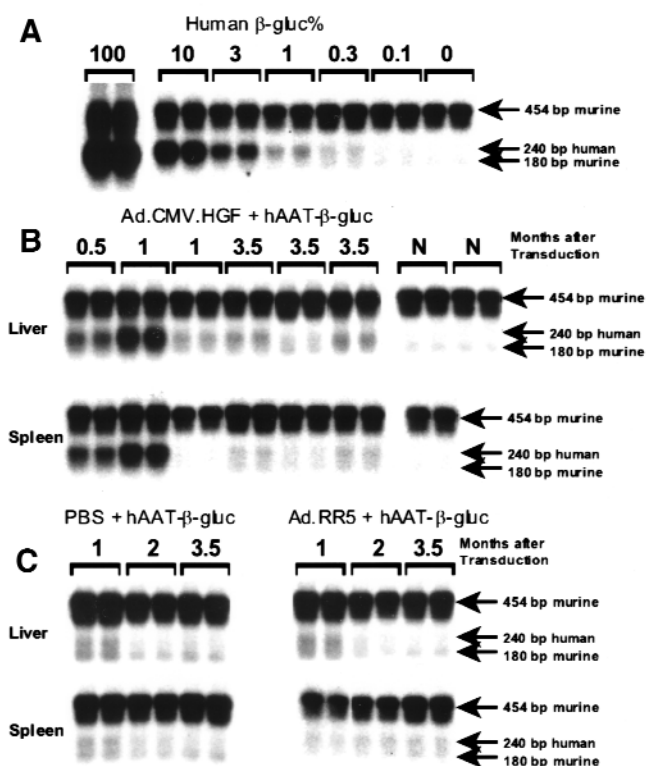 A
Human β-gluc%
100 10 3 1 0.3 0.1 0
454 bp murine
240 bp human
180 bp murine
Ad.CMV.HGF + hAAT-β-gluc
B
0.5 1 1 3.5 3.5 3.5 N N
Months after
Transduction
Liver
454 bp murine
240 bp human
180 bp murine
Spleen
454 bp murine
240 bp human
180 bp murine
PBS + hAAT-β-gluc
Ad.RR5 + hAAT-β-gluc
C
1 2 3.5
1 2 3.5
Months after
Transduction
Liver
454 bp murine
240 bp human
180 bp murine
Spleen
454 bp murine
240 bp human
180 bp murine